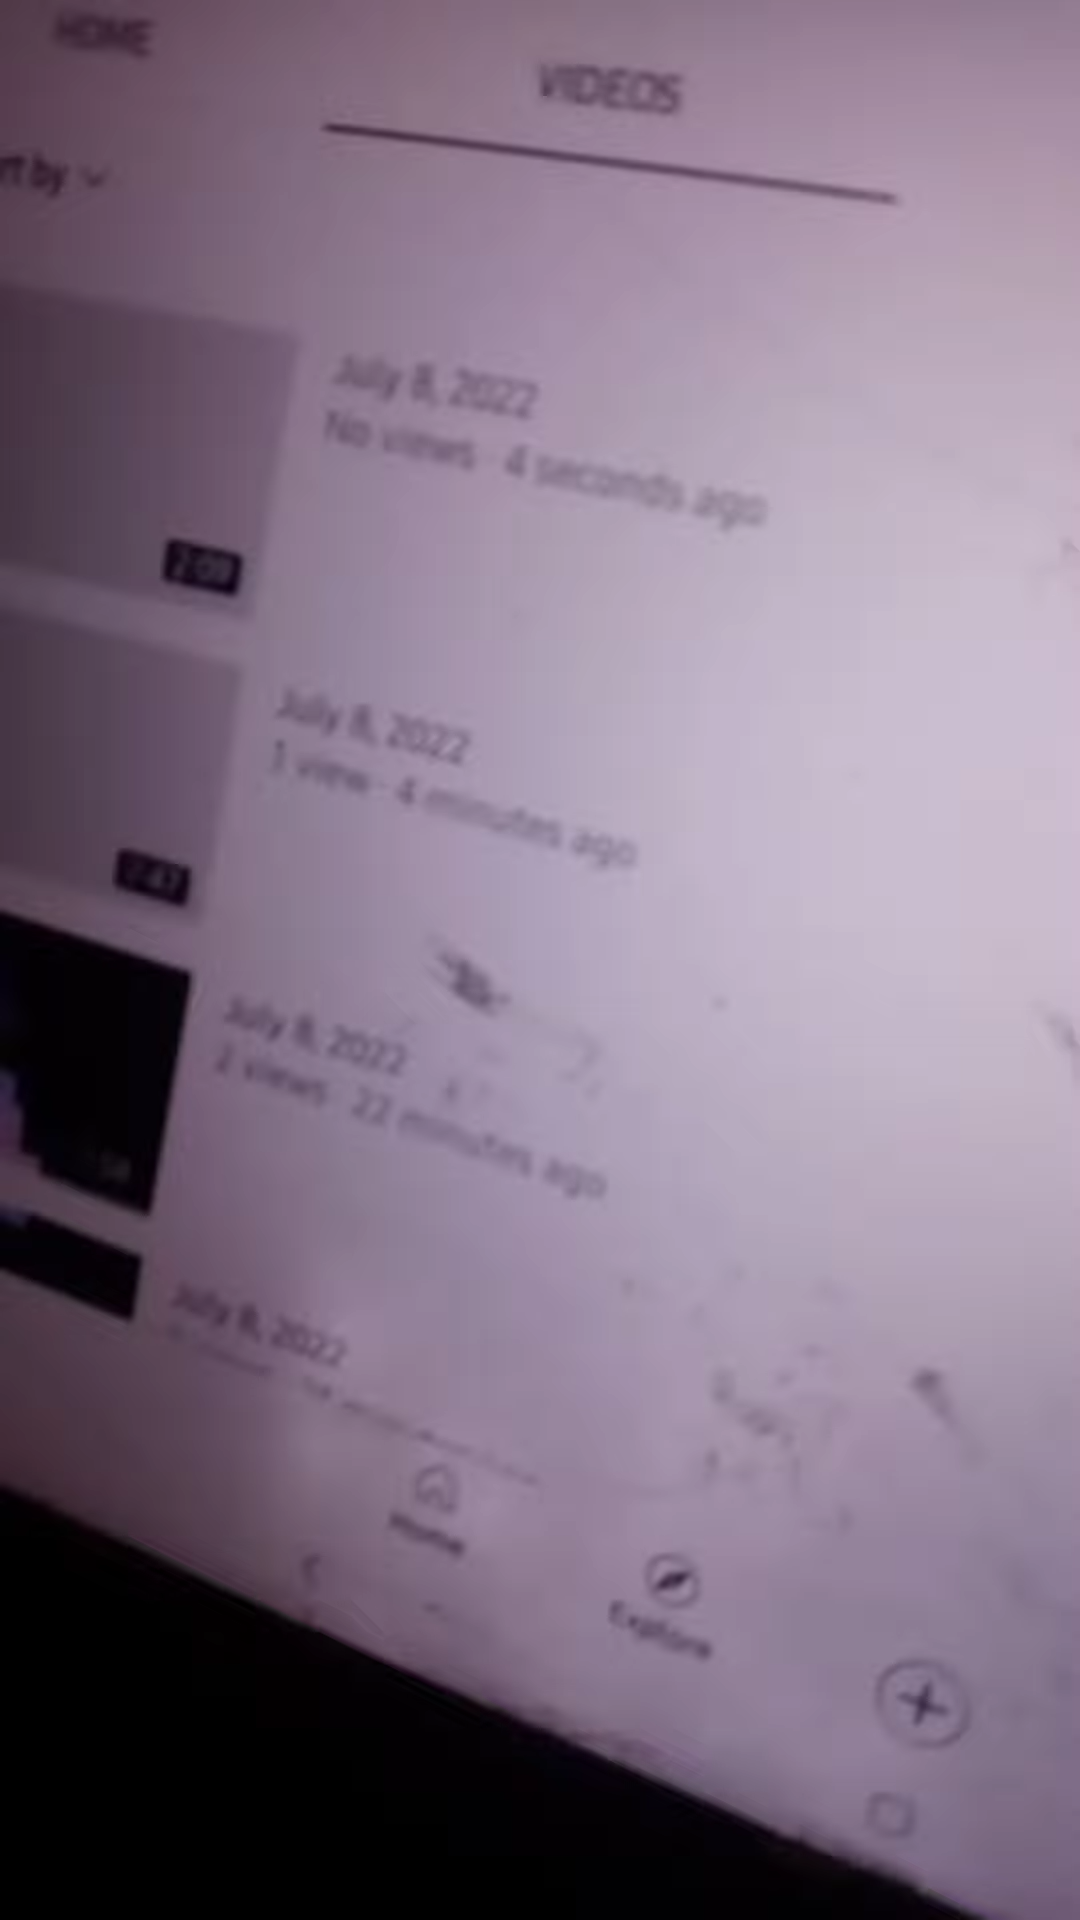 HOME
VIDEOS
rt by
July 8, 2022
No views · 4 seconds ago
2:09
July 8, 2022
1 view · 4 minutes ago
July 8, 2022
2 views · 22 minutes ago
July 8, 2022
Home
Explore